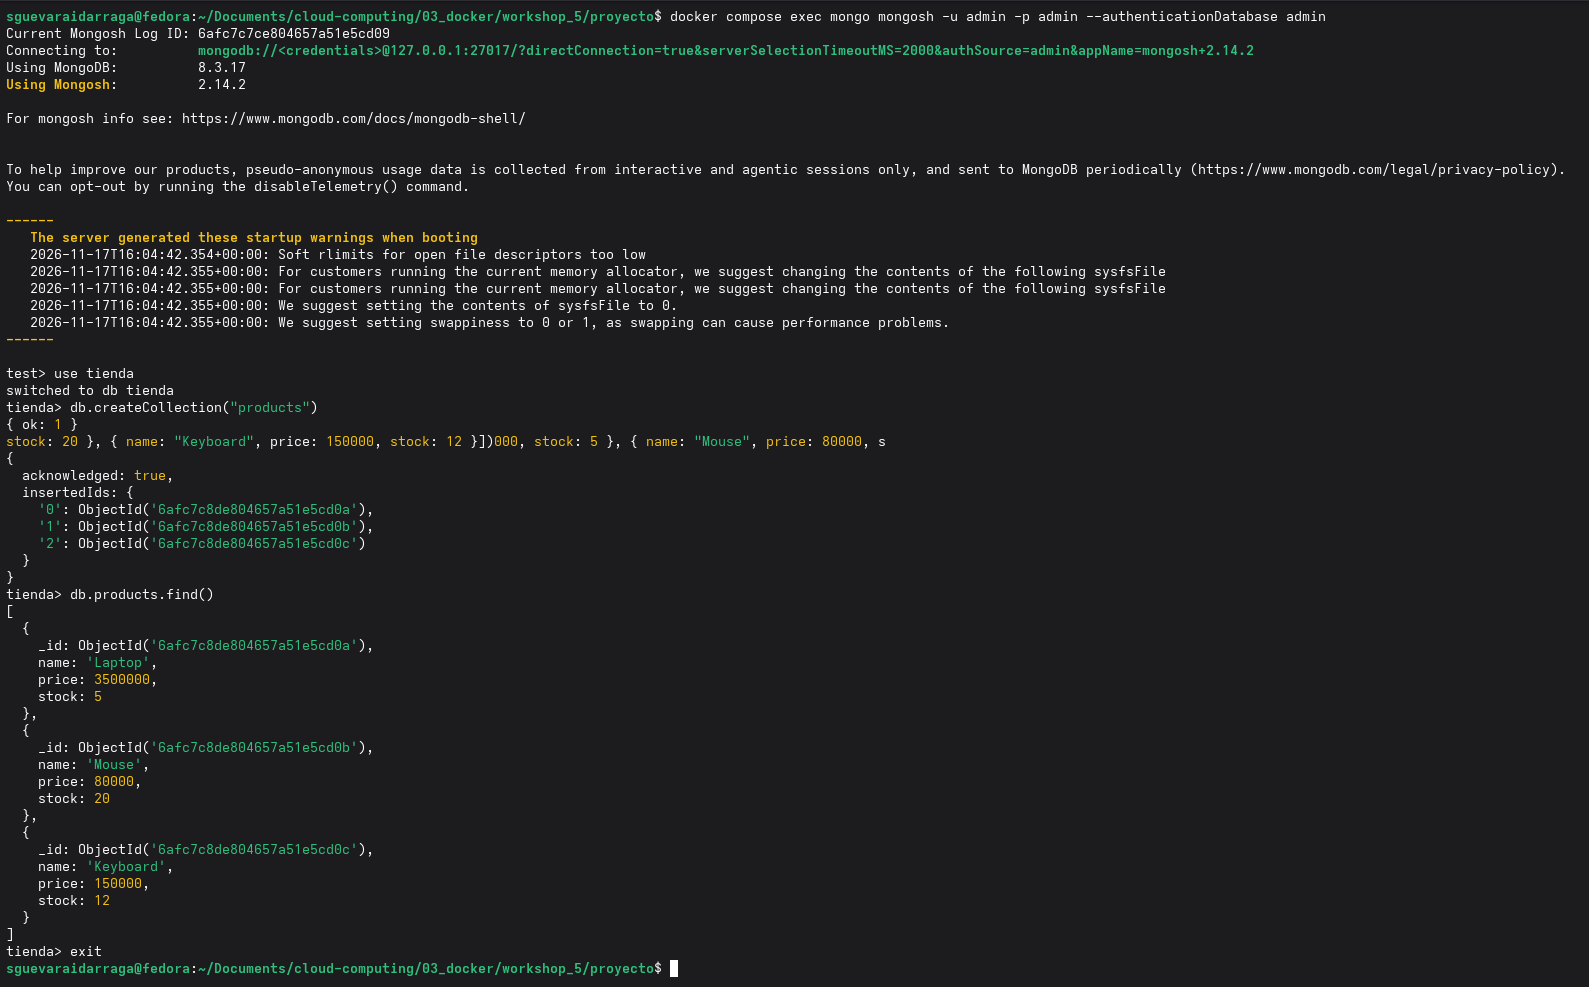 sguevaraidarraga@fedora:~/Documents/cloud-computing/03_docker/workshop_5/proyecto$ docker compose exec mongo mongosh -u admin -p admin --authenticationDatabase admin
Current Mongosh Log ID: 6afc7c7ce804657a51e5cd09
Connecting to:          mongodb://<credentials>@127.0.0.1:27017/?directConnection=true&serverSelectionTimeoutMS=2000&authSource=admin&appName=mongosh+2.14.2
Using MongoDB:          8.3.17
Using Mongosh:          2.14.2

For mongosh info see: https://www.mongodb.com/docs/mongodb-shell/


To help improve our products, pseudo-anonymous usage data is collected from interactive and agentic sessions only, and sent to MongoDB periodically (https://www.mongodb.com/legal/privacy-policy).
You can opt-out by running the disableTelemetry() command.

------
   The server generated these startup warnings when booting
   2026-11-17T16:04:42.354+00:00: Soft rlimits for open file descriptors too low
   2026-11-17T16:04:42.355+00:00: For customers running the current memory allocator, we suggest changing the contents of the following sysfsFile
   2026-11-17T16:04:42.355+00:00: For customers running the current memory allocator, we suggest changing the contents of the following sysfsFile
   2026-11-17T16:04:42.355+00:00: We suggest setting the contents of sysfsFile to 0.
   2026-11-17T16:04:42.355+00:00: We suggest setting swappiness to 0 or 1, as swapping can cause performance problems.
------

test> use tienda
switched to db tienda
tienda> db.createCollection("products")
{ ok: 1 }
stock: 20 }, { name: "Keyboard", price: 150000, stock: 12 }])000, stock: 5 }, { name: "Mouse", price: 80000, s
{
  acknowledged: true,
  insertedIds: {
    '0': ObjectId('6afc7c8de804657a51e5cd0a'),
    '1': ObjectId('6afc7c8de804657a51e5cd0b'),
    '2': ObjectId('6afc7c8de804657a51e5cd0c')
  }
}
tienda> db.products.find()
[
  {
    _id: ObjectId('6afc7c8de804657a51e5cd0a'),
    name: 'Laptop',
    price: 3500000,
    stock: 5
  },
  {
    _id: ObjectId('6afc7c8de804657a51e5cd0b'),
    name: 'Mouse',
    price: 80000,
    stock: 20
  },
  {
    _id: ObjectId('6afc7c8de804657a51e5cd0c'),
    name: 'Keyboard',
    price: 150000,
    stock: 12
  }
]
tienda> exit
sguevaraidarraga@fedora:~/Documents/cloud-computing/03_docker/workshop_5/proyecto$